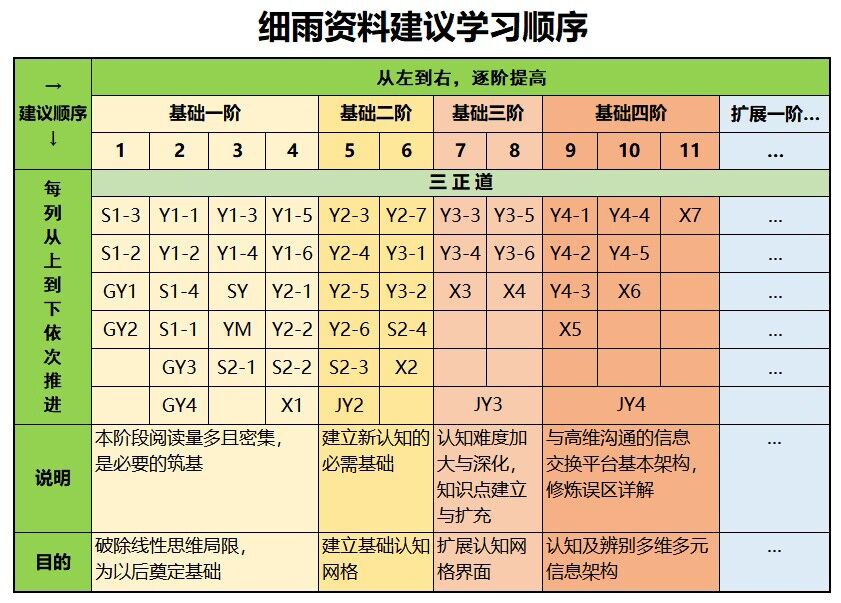 细雨资料建议学习顺序
→
建议顺序
↓
从左到右，逐阶提高
基础一阶 基础二阶 基础三阶 基础四阶 扩展一阶...
1 2 3 4 5 6 7 8 9 10 11 ...
每列从上到下依次推进
三 正 道
S1-3 Y1-1 Y1-3 Y1-5 Y2-3 Y2-7 Y3-3 Y3-5 Y4-1 Y4-4 X7 ...
S1-2 Y1-2 Y1-4 Y1-6 Y2-4 Y3-1 Y3-4 Y3-6 Y4-2 Y4-5 ...
GY1 S1-4 SY Y2-1 Y2-5 Y3-2 X3 X4 Y4-3 X6 ...
GY2 S1-1 YM Y2-2 Y2-6 S2-4 X5 ...
GY3 S2-1 S2-2 S2-3 X2 ...
GY4 X1 JY2 JY3 JY4
说明
本阶段阅读量多且密集，
是必要的筑基
建立新认知的
必需基础
认知难度加
大与深化，
知识点建立
与扩充
与高维沟通的信息
交换平台基本架构，
修炼误区详解
...
目的
破除线性思维局限，
为以后奠定基础
建立基础认知
网格
扩展认知网
格界面
认知及辨别多维多元
信息架构
...